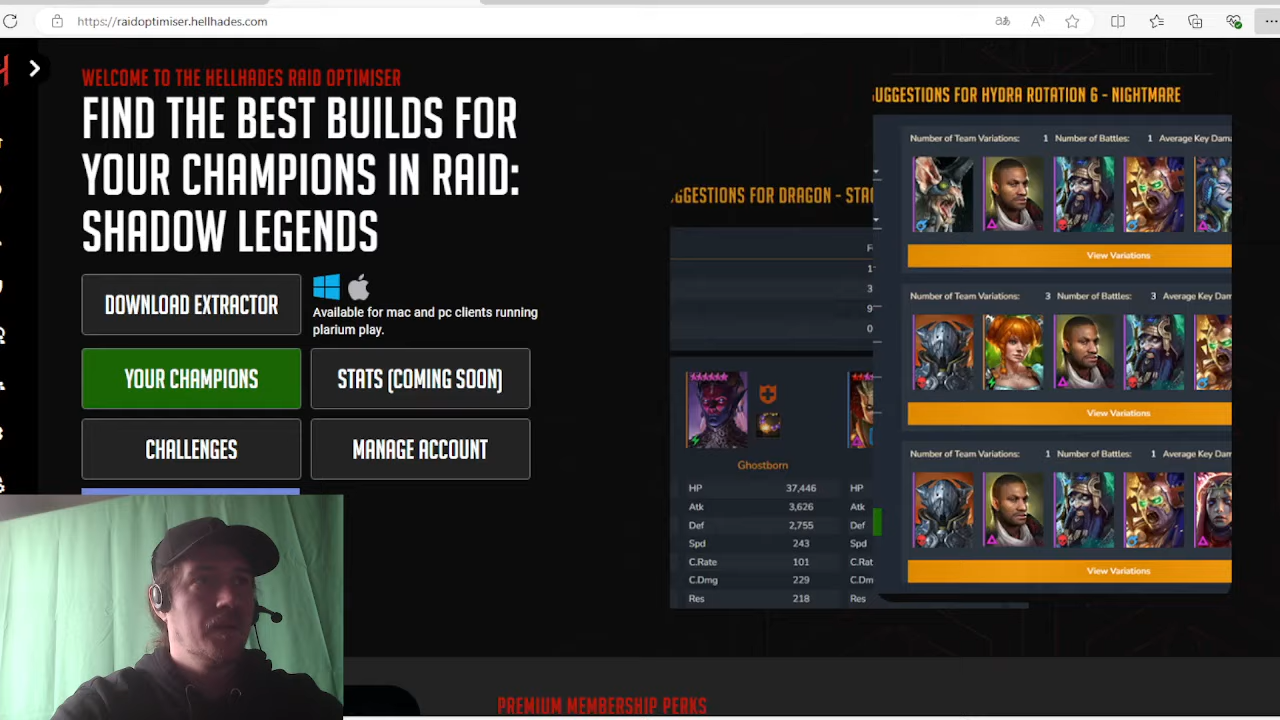 https://raidoptimiser.hellhades.com
WELCOME TO THE HELLHADES RAID OPTIMISER
FIND THE BEST BUILDS FOR
YOUR CHAMPIONS IN RAID:
SHADOW LEGENDS
DOWNLOAD EXTRACTOR
Available for mac and pc clients running
plarium play.
YOUR CHAMPIONS
STATS (COMING SOON)
CHALLENGES
MANAGE ACCOUNT
GGESTIONS FOR DRAGON - STAG
Ghostborn
HP 37,446 HP
Atk 3,626 Atk
Def 2,755 Def
Spd 243 Spd
C.Rate 101 C.Rat
C.Dmg 229 C.Dm
Res 218 Res
UGGESTIONS FOR HYDRA ROTATION 6 - NIGHTMARE
Number of Team Variations: 1 Number of Battles: 1 Average Key Dama
View Variations
Number of Team Variations: 3 Number of Battles: 3 Average Key Dama
View Variations
Number of Team Variations: 1 Number of Battles: 1 Average Key Dama
View Variations
PREMIUM MEMBERSHIP PERKS